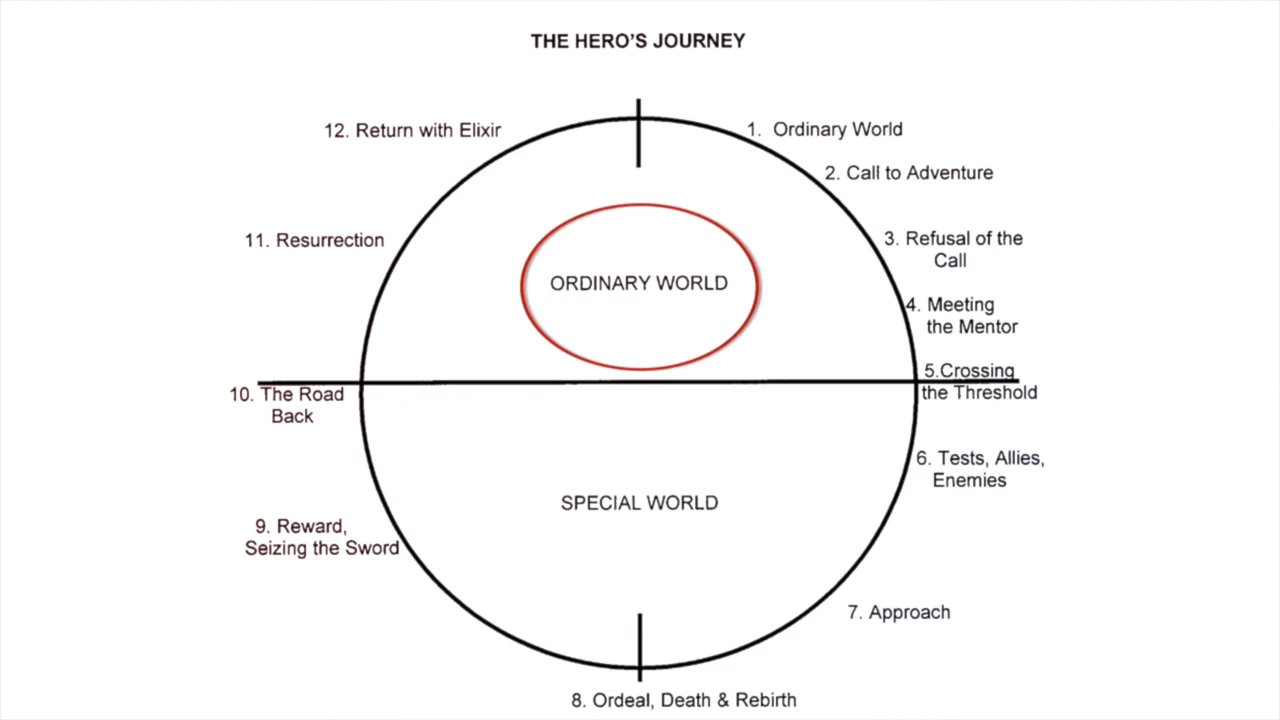 THE HERO'S JOURNEY
12. Return with Elixir
1. Ordinary World
2. Call to Adventure
3. Refusal of the
Call
11. Resurrection
ORDINARY WORLD
4. Meeting
the Mentor
5.Crossing
the Threshold
10. The Road
Back
6. Tests, Allies,
Enemies
SPECIAL WORLD
9. Reward,
Seizing the Sword
7. Approach
8. Ordeal, Death & Rebirth